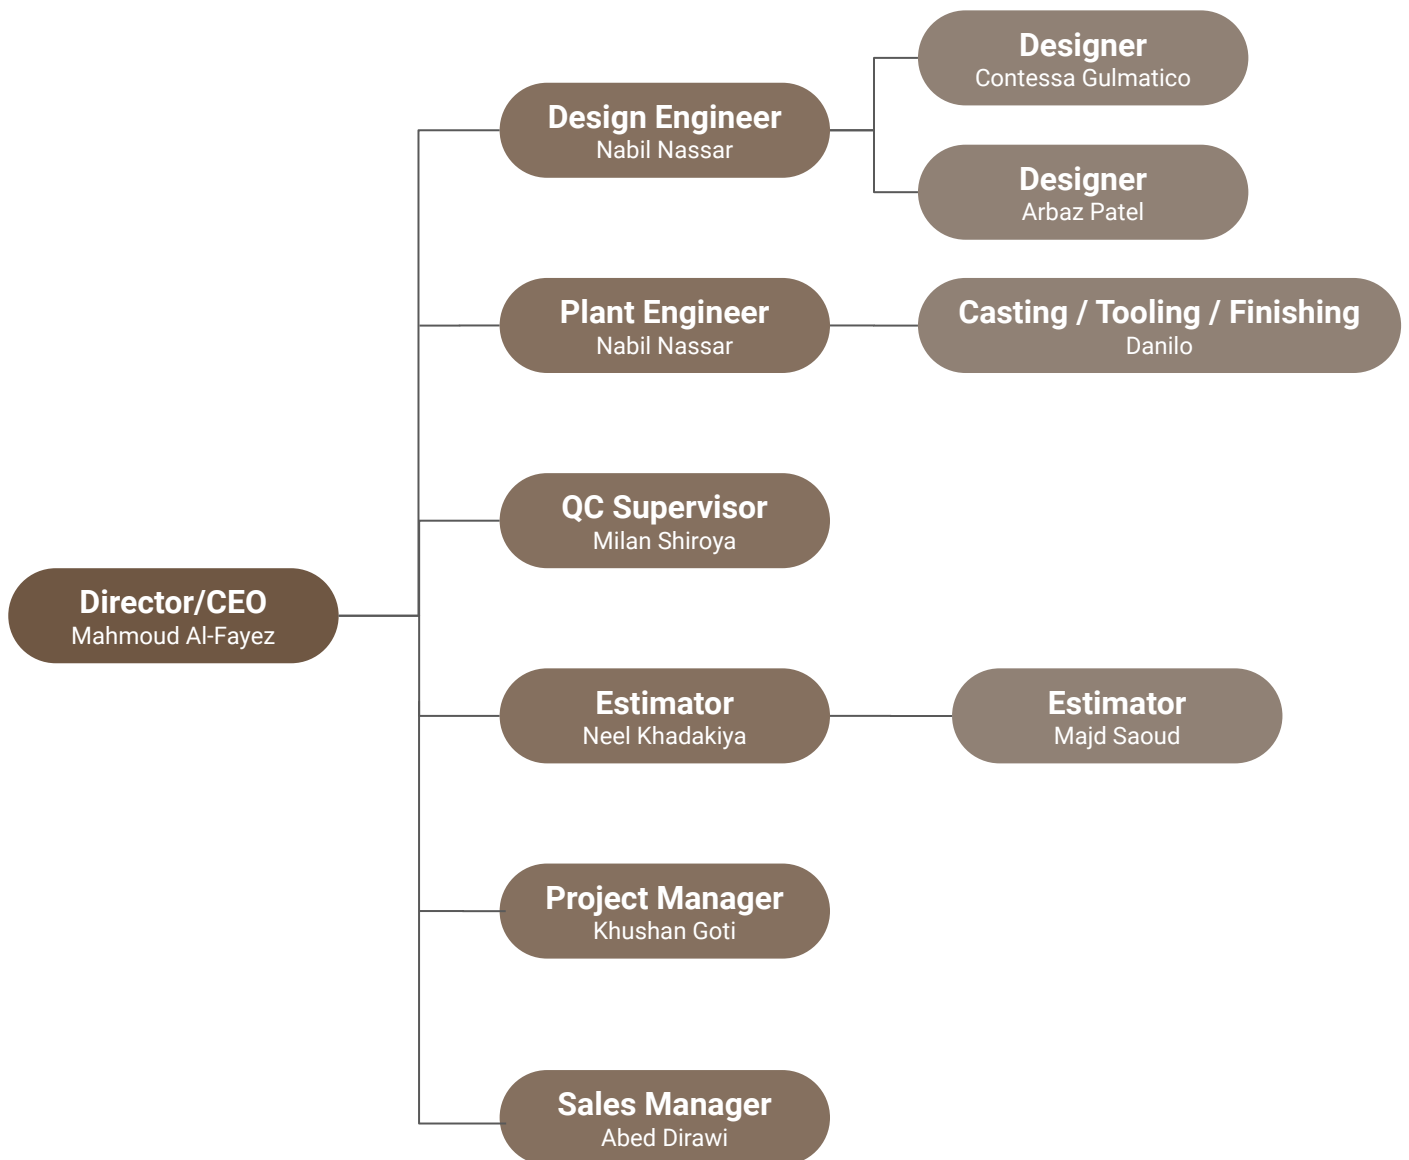 Designer
Contessa Gulmatico
Design Engineer
Nabil Nassar
Designer
Arbaz Patel
Plant Engineer
Nabil Nassar
Casting / Tooling / Finishing
Danilo
QC Supervisor
Milan Shiroya
Director/CEO
Mahmoud Al-Fayez
Estimator
Neel Khadakiya
Estimator
Majd Saoud
Project Manager
Khushan Goti
Sales Manager
Abed Dirawi